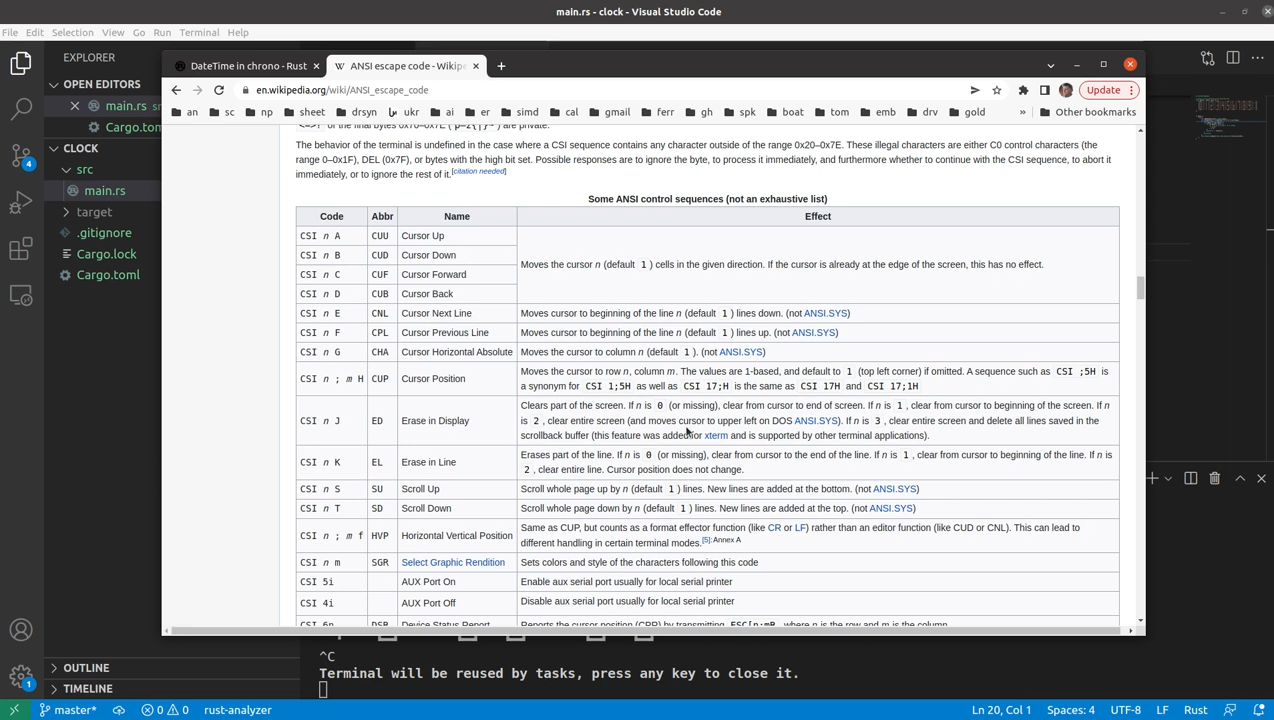 main.rs - clock - Visual Studio Code
File Edit Selection View Go Run Terminal Help
EXPLORER
OPEN EDITORS
main.rs
Cargo.tom
CLOCK
src
main.rs
target
.gitignore
Cargo.lock
Cargo.toml
OUTLINE
TIMELINE
DateTime in chrono - Rust
ANSI escape code - Wikipe
en.wikipedia.org/wiki/ANSI_escape_code
Update
an sc np sheet drsyn ukr ai er simd cal gmail ferr gh spk boat tom emb drv gold Other bookmarks
The behavior of the terminal is undefined in the case where a CSI sequence contains any character outside of the range 0x20–0x7E. These illegal characters are either C0 control characters (the
range 0–0x1F), DEL (0x7F), or bytes with the high bit set. Possible responses are to ignore the byte, to process it immediately, and furthermore whether to continue with the CSI sequence, to abort it
immediately, or to ignore the rest of it.[citation needed]
Some ANSI control sequences (not an exhaustive list)
Code Abbr Name Effect
CSI n A CUU Cursor Up
CSI n B CUD Cursor Down
Moves the cursor n (default 1 ) cells in the given direction. If the cursor is already at the edge of the screen, this has no effect.
CSI n C CUF Cursor Forward
CSI n D CUB Cursor Back
CSI n E CNL Cursor Next Line Moves cursor to beginning of the line n (default 1 ) lines down. (not ANSI.SYS)
CSI n F CPL Cursor Previous Line Moves cursor to beginning of the line n (default 1 ) lines up. (not ANSI.SYS)
CSI n G CHA Cursor Horizontal Absolute Moves the cursor to column n (default 1 ). (not ANSI.SYS)
CSI n ; m H CUP Cursor Position Moves the cursor to row n, column m. The values are 1-based, and default to 1 (top left corner) if omitted. A sequence such as CSI ;5H
is a synonym for CSI 1;5H as well as CSI 17;H is the same as CSI 17H and CSI 17;1H
CSI n J ED Erase in Display Clears part of the screen. If n is 0 (or missing), clear from cursor to end of screen. If n is 1 , clear from cursor to beginning of the screen. If n
is 2 , clear entire screen (and moves cursor to upper left on DOS ANSI.SYS). If n is 3 , clear entire screen and delete all lines saved in the
scrollback buffer (this feature was added for xterm and is supported by other terminal applications).
CSI n K EL Erase in Line Erases part of the line. If n is 0 (or missing), clear from cursor to the end of the line. If n is 1 , clear from cursor to beginning of the line. If n is
2 , clear entire line. Cursor position does not change.
CSI n S SU Scroll Up Scroll whole page up by n (default 1 ) lines. New lines are added at the bottom. (not ANSI.SYS)
CSI n T SD Scroll Down Scroll whole page down by n (default 1 ) lines. New lines are added at the top. (not ANSI.SYS)
CSI n ; m f HVP Horizontal Vertical Position Same as CUP, but counts as a format effector function (like CR or LF) rather than an editor function (like CUD or CNL). This can lead to
different handling in certain terminal modes.[5]: Annex A
CSI n m SGR Select Graphic Rendition Sets colors and style of the characters following this code
CSI 5i AUX Port On Enable aux serial port usually for local serial printer
CSI 4i AUX Port Off Disable aux serial port usually for local serial printer
CSI 6n DSR Device Status Report Reports the cursor position (CPR) by transmitting ESC[n;mR, where n is the row and m is the column
^C
Terminal will be reused by tasks, press any key to close it.
4
1
master* 0 0 rust-analyzer Ln 20, Col 1 Spaces: 4 UTF-8 LF Rust